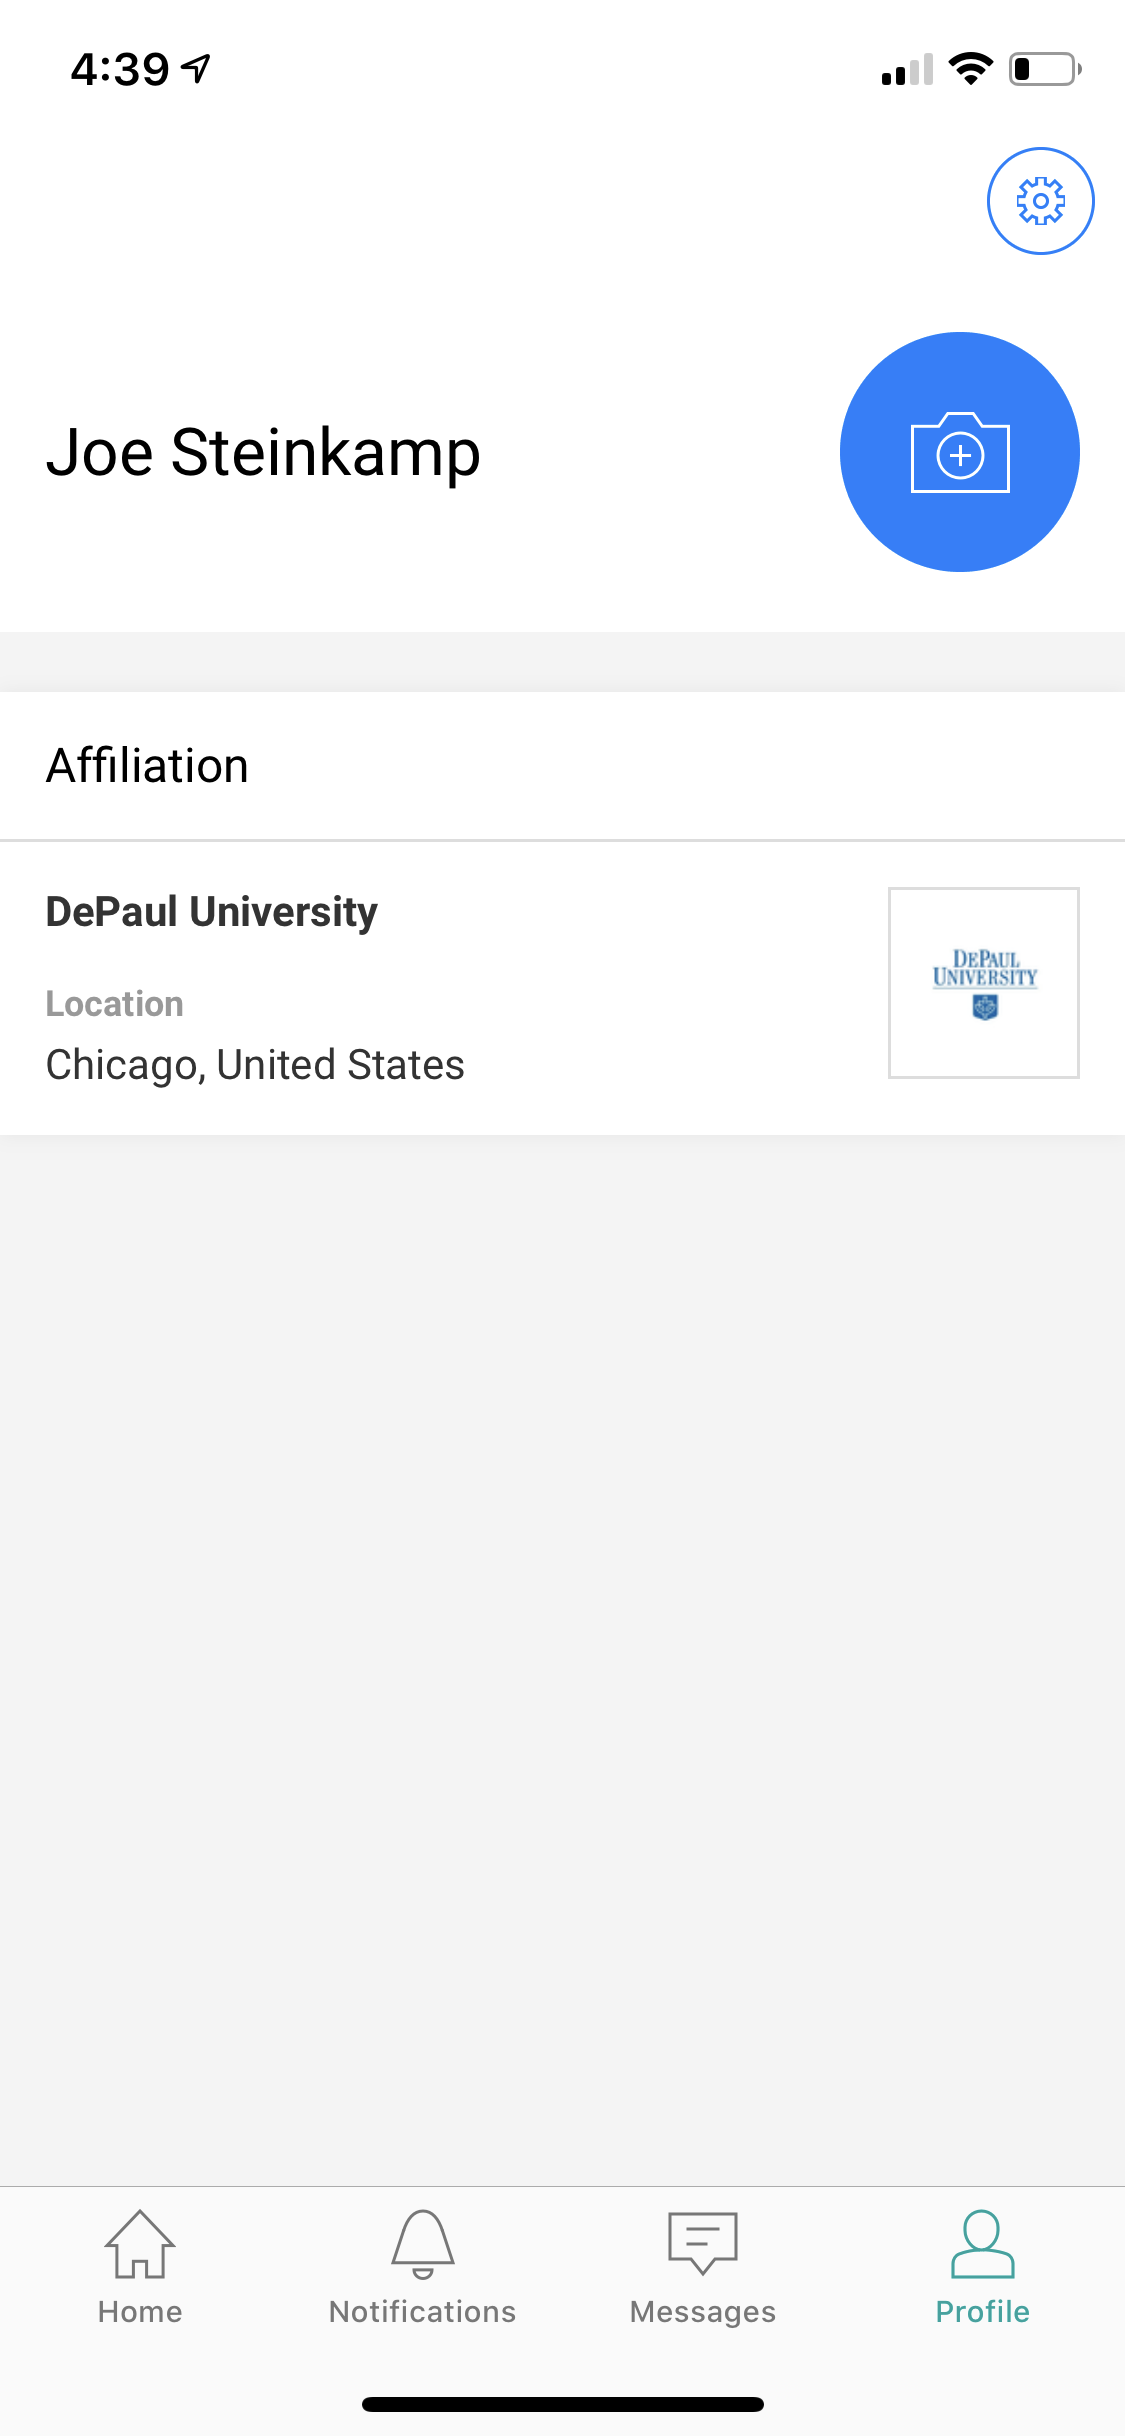 4:39
Joe Steinkamp
Affiliation
DePaul University
Location
Chicago, United States
DEPAUL
UNIVERSITY
Home
Notifications
Messages
Profile